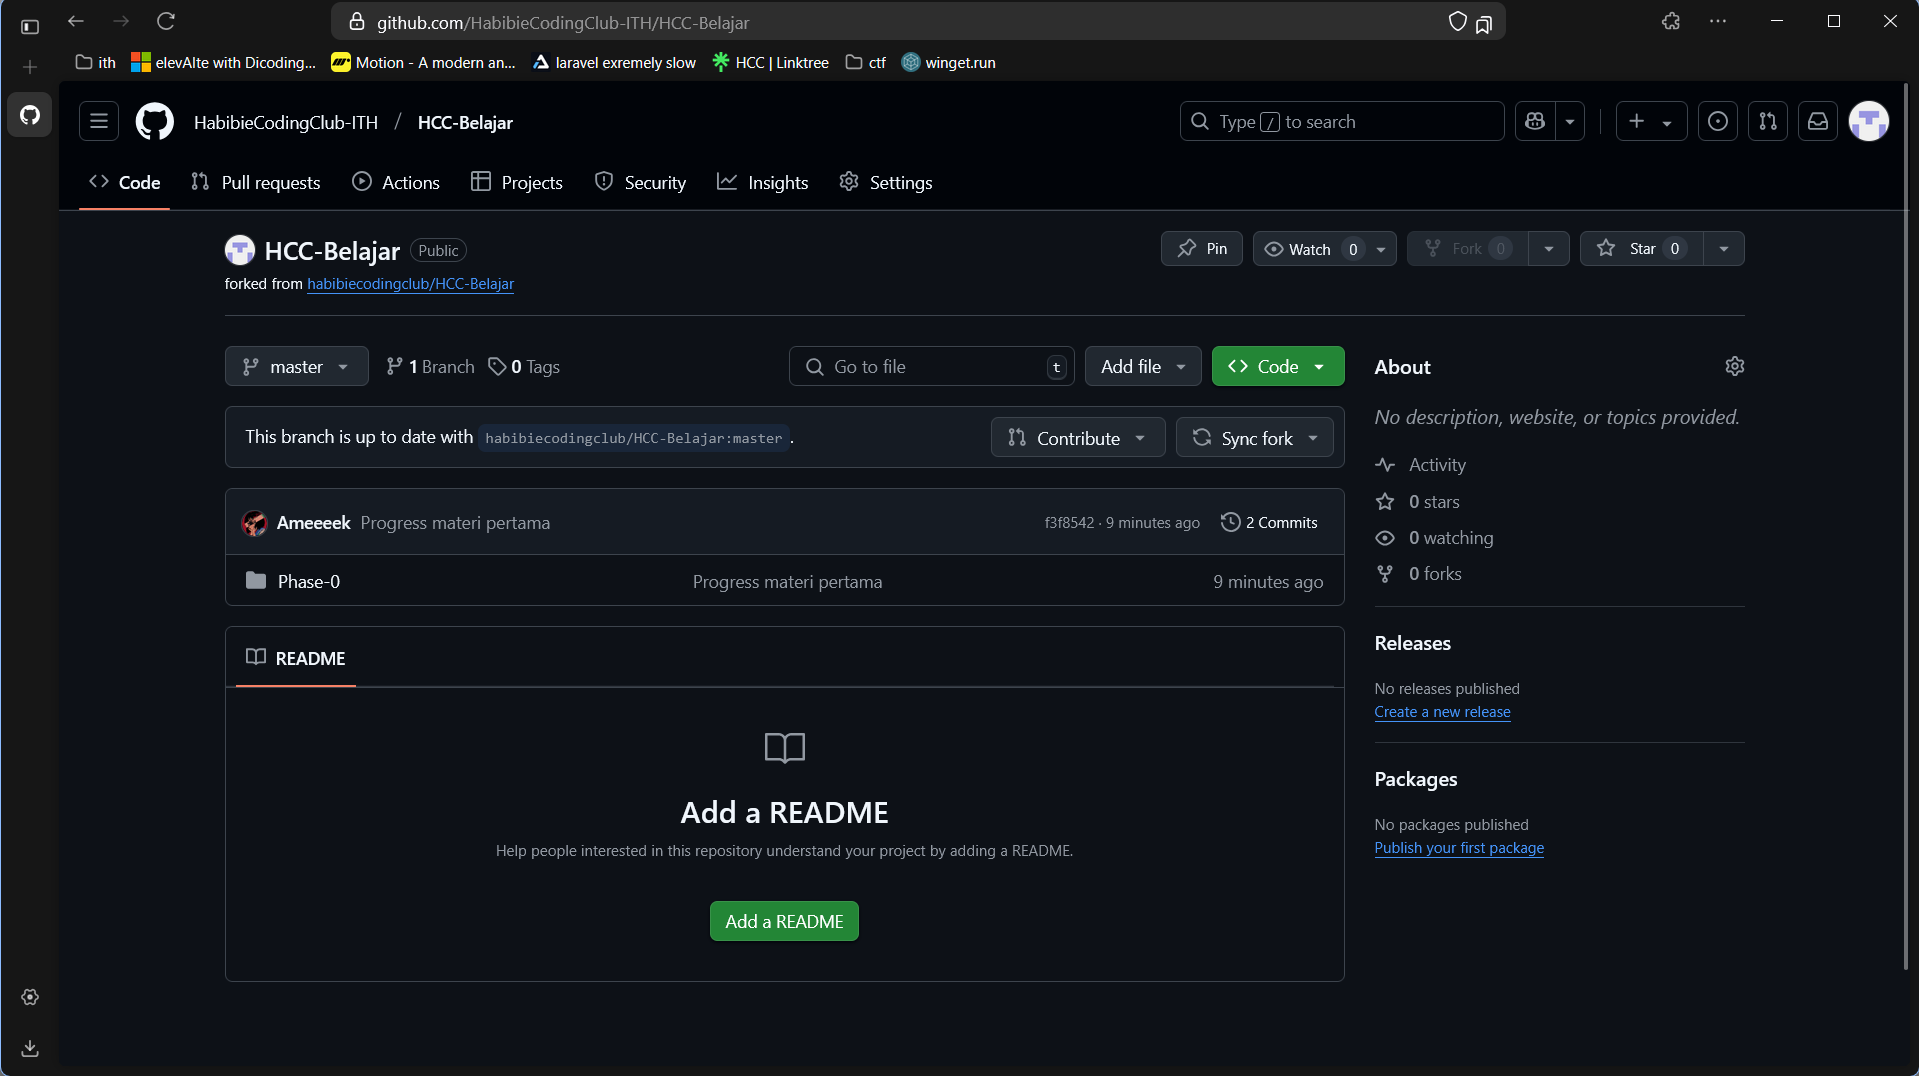 github.com/HabibieCodingClub-ITH/HCC-Belajar
ith
elevAIte with Dicoding...
Motion - A modern an...
laravel exremely slow
HCC | Linktree
ctf
winget.run
HabibieCodingClub-ITH / HCC-Belajar
Type / to search
Code
Pull requests
Actions
Projects
Security
Insights
Settings
HCC-Belajar Public
Pin
Watch 0
Fork 0
Star 0
forked from habibiecodingclub/HCC-Belajar
master
1 Branch
0 Tags
Go to file t
Add file
Code
This branch is up to date with habibiecodingclub/HCC-Belajar:master .
Contribute
Sync fork
Ameeeek Progress materi pertama
f3f8542 · 9 minutes ago
2 Commits
Phase-0
Progress materi pertama
9 minutes ago
README
Add a README
Help people interested in this repository understand your project by adding a README.
Add a README
About
No description, website, or topics provided.
Activity
0 stars
0 watching
0 forks
Releases
No releases published
Create a new release
Packages
No packages published
Publish your first package